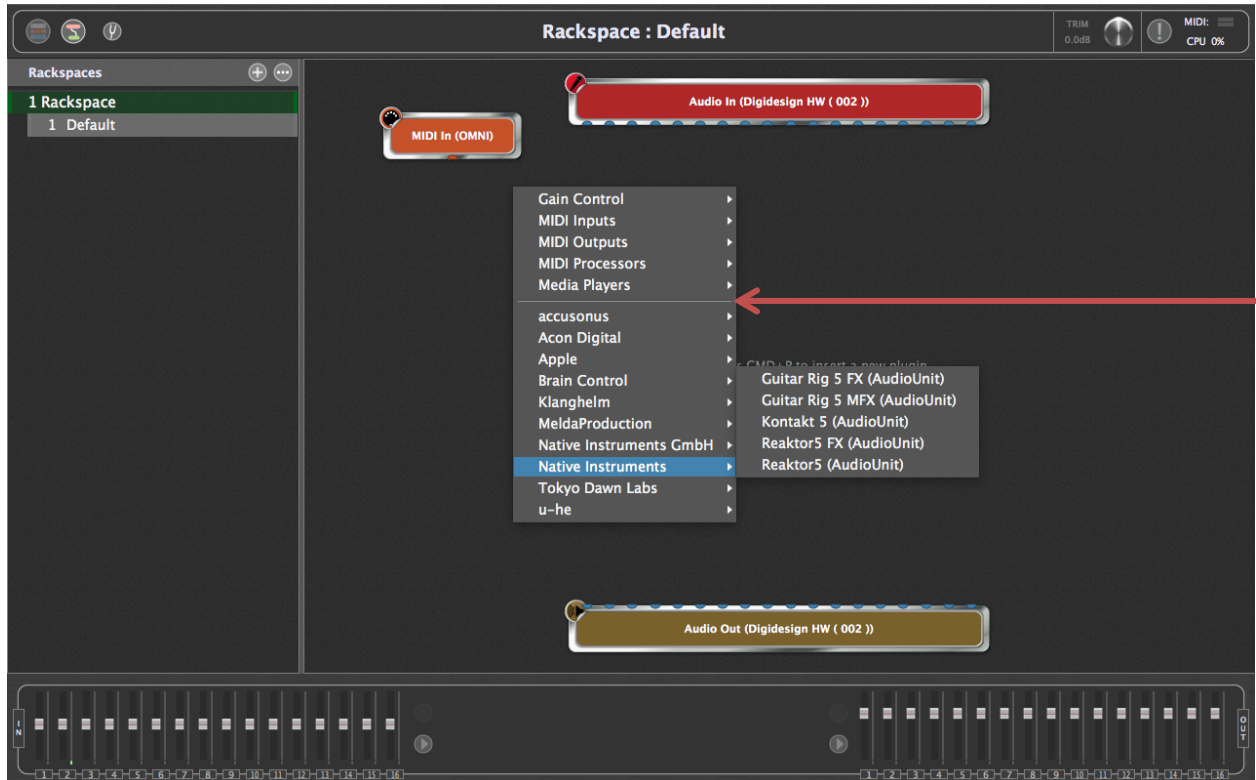 Rackspace : Default
TRIM
0.0dB
MIDI:
CPU 0%
Rackspaces
1 Rackspace
1 Default
Audio In (Digidesign HW ( 002 ))
MIDI In (OMNI)
Gain Control
MIDI Inputs
MIDI Outputs
MIDI Processors
Media Players
accusonus
Acon Digital
Apple
Brain Control
Klanghelm
MeldaProduction
Native Instruments GmbH
Native Instruments
Tokyo Dawn Labs
u-he
CMD+P to insert a new plugin
Guitar Rig 5 FX (AudioUnit)
Guitar Rig 5 MFX (AudioUnit)
Kontakt 5 (AudioUnit)
Reaktor5 FX (AudioUnit)
Reaktor5 (AudioUnit)
Audio Out (Digidesign HW ( 002 ))
IN
OUT
1 2 3 4 5 6 7 8 9 10 11 12 13 14 15 16
1 2 3 4 5 6 7 8 9 10 11 12 13 14 15 16